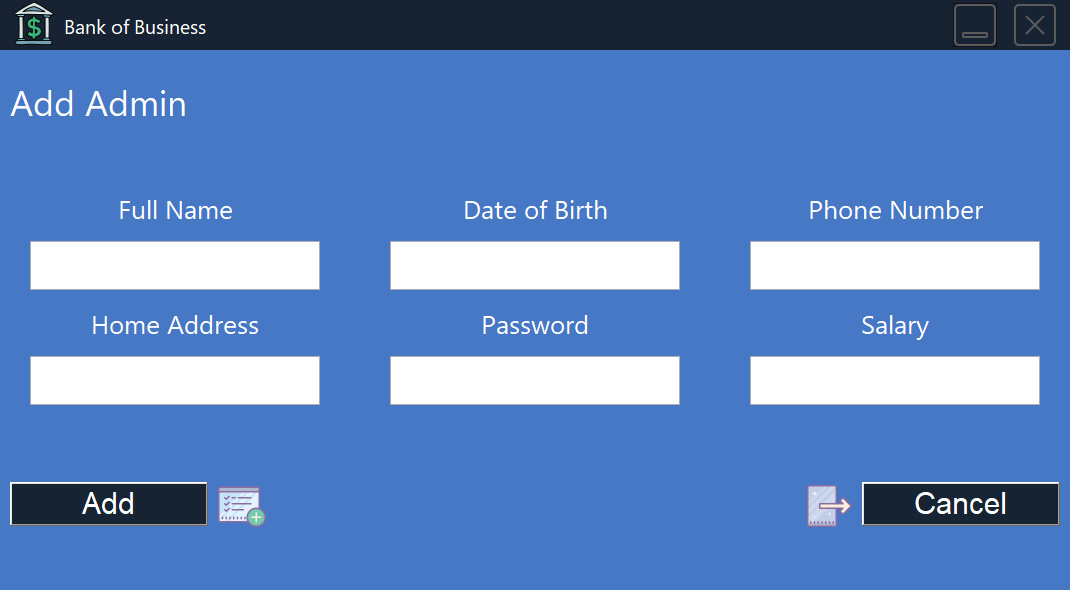 Bank of Business
Add Admin
Full Name Date of Birth Phone Number
Home Address Password Salary
Add Cancel